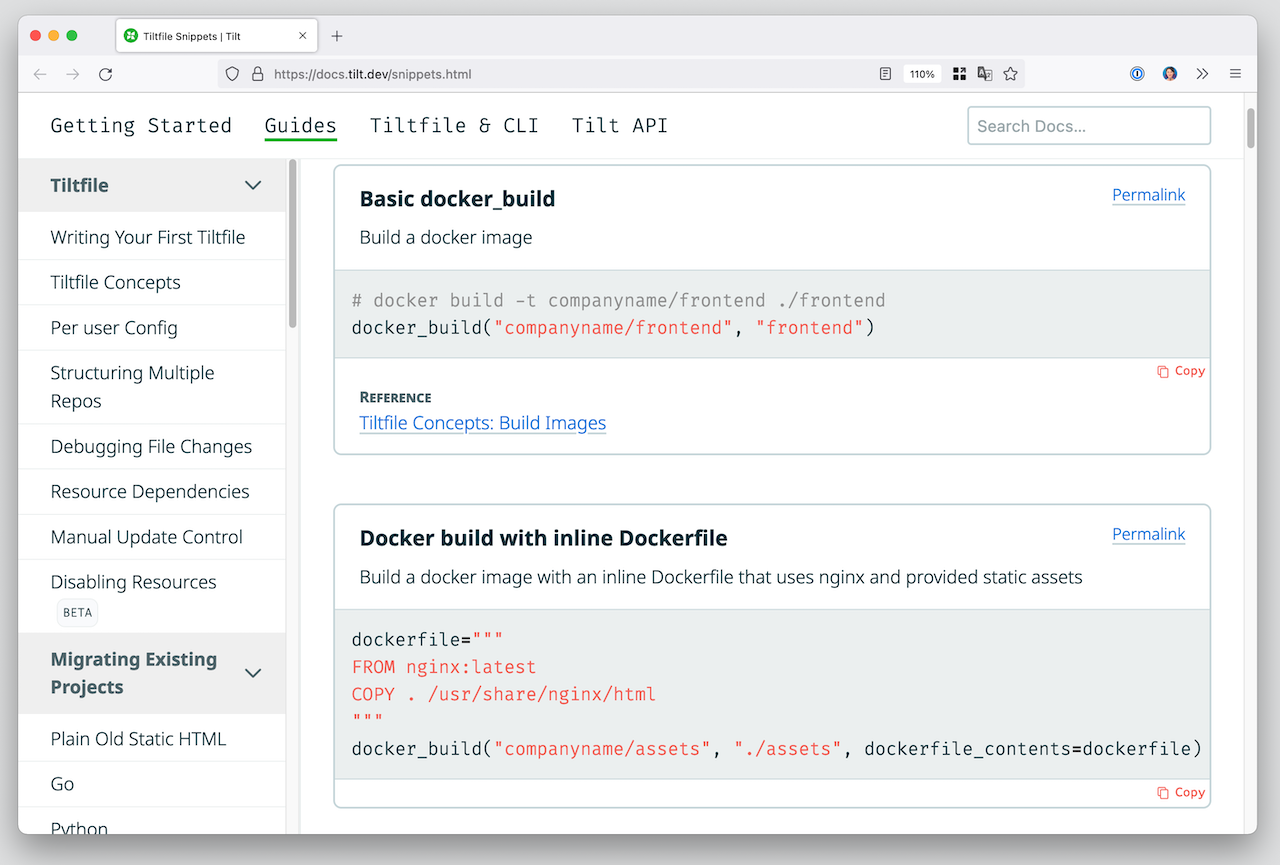 Tiltfile Snippets | Tilt
https://docs.tilt.dev/snippets.html
110%
Getting Started
Guides
Tiltfile & CLI
Tilt API
Search Docs...
Tiltfile
Writing Your First Tiltfile
Tiltfile Concepts
Per user Config
Structuring Multiple
Repos
Debugging File Changes
Resource Dependencies
Manual Update Control
Disabling Resources
BETA
Migrating Existing
Projects
Plain Old Static HTML
Go
Python
Basic docker_build
Permalink
Build a docker image
# docker build -t companyname/frontend ./frontend
docker_build("companyname/frontend", "frontend")
Copy
REFERENCE
Tiltfile Concepts: Build Images
Docker build with inline Dockerfile
Permalink
Build a docker image with an inline Dockerfile that uses nginx and provided static assets
dockerfile="""
FROM nginx:latest
COPY . /usr/share/nginx/html
"""
docker_build("companyname/assets", "./assets", dockerfile_contents=dockerfile)
Copy